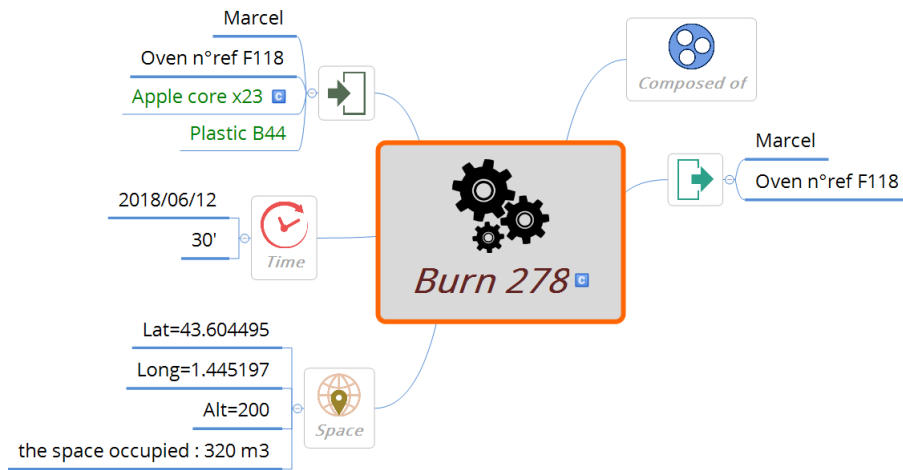 Marcel
Oven n°ref F118
Apple core x23 C
Plastic B44
Composed of
Marcel
Oven n°ref F118
2018/06/12
30'
Time
Burn 278 C
Lat=43.604495
Long=1.445197
Alt=200
the space occupied : 320 m3
Space